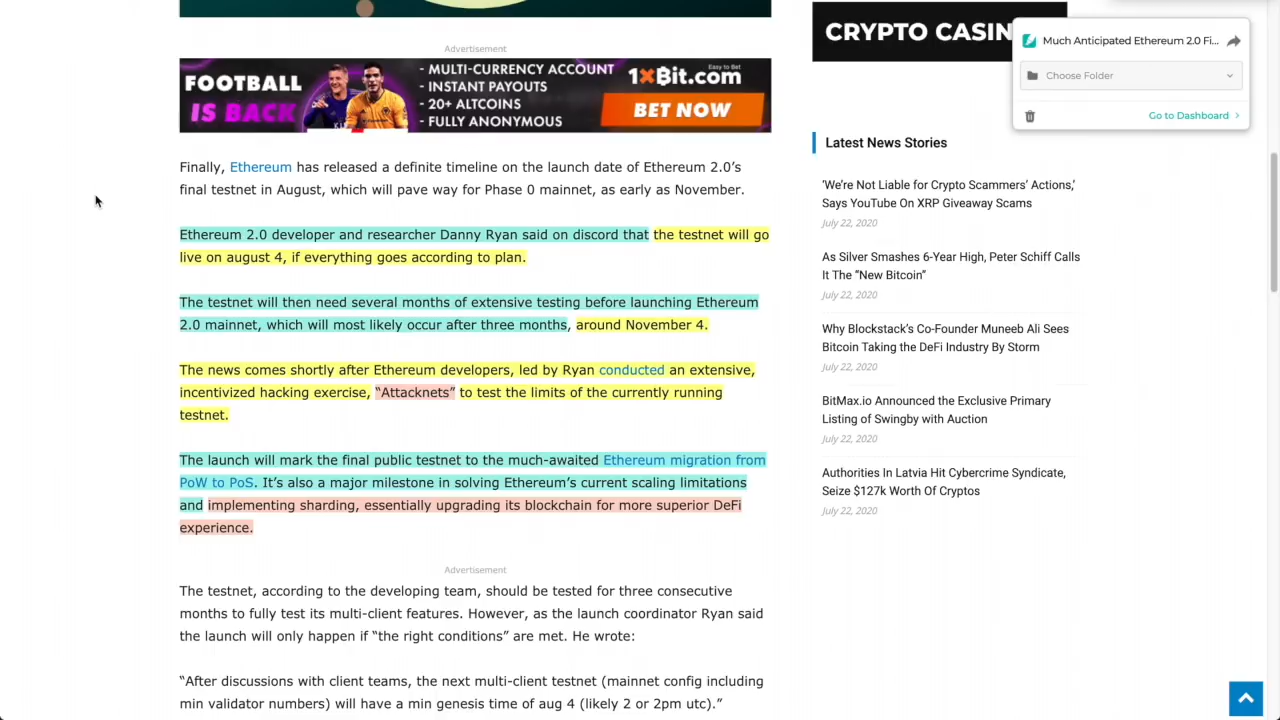 Advertisement
FOOTBALL
IS BACK
- MULTI-CURRENCY ACCOUNT
- INSTANT PAYOUTS
- 20+ ALTCOINS
- FULLY ANONYMOUS
Easy to Bet
1XBit.com
BET NOW
Finally, Ethereum has released a definite timeline on the launch date of Ethereum 2.0’s
final testnet in August, which will pave way for Phase 0 mainnet, as early as November.
Ethereum 2.0 developer and researcher Danny Ryan said on discord that the testnet will go
live on august 4, if everything goes according to plan.
The testnet will then need several months of extensive testing before launching Ethereum
2.0 mainnet, which will most likely occur after three months, around November 4.
The news comes shortly after Ethereum developers, led by Ryan conducted an extensive,
incentivized hacking exercise, “Attacknets” to test the limits of the currently running
testnet.
The launch will mark the final public testnet to the much-awaited Ethereum migration from
PoW to PoS. It’s also a major milestone in solving Ethereum’s current scaling limitations
and implementing sharding, essentially upgrading its blockchain for more superior DeFi
experience.
Advertisement
The testnet, according to the developing team, should be tested for three consecutive
months to fully test its multi-client features. However, as the launch coordinator Ryan said
the launch will only happen if “the right conditions” are met. He wrote:
“After discussions with client teams, the next multi-client testnet (mainnet config including
min validator numbers) will have a min genesis time of aug 4 (likely 2 or 2pm utc).”
CRYPTO CASIN
Much Anticipated Ethereum 2.0 Fi...
Choose Folder
Go to Dashboard
Latest News Stories
‘We’re Not Liable for Crypto Scammers’ Actions,’
Says YouTube On XRP Giveaway Scams
July 22, 2020
As Silver Smashes 6-Year High, Peter Schiff Calls
It The “New Bitcoin”
July 22, 2020
Why Blockstack’s Co-Founder Muneeb Ali Sees
Bitcoin Taking the DeFi Industry By Storm
July 22, 2020
BitMax.io Announced the Exclusive Primary
Listing of Swingby with Auction
July 22, 2020
Authorities In Latvia Hit Cybercrime Syndicate,
Seize $127k Worth Of Cryptos
July 22, 2020